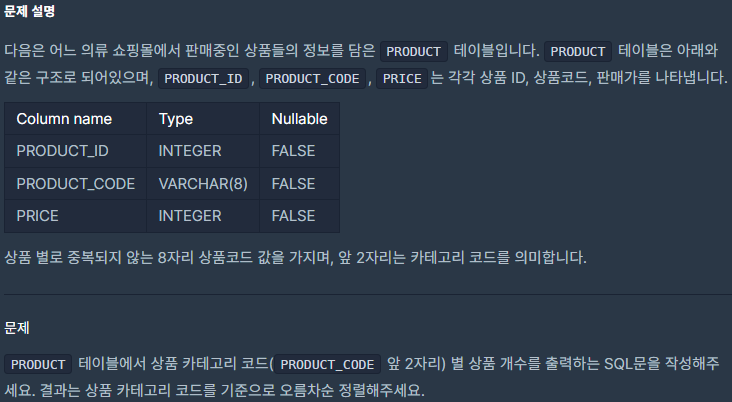 문제 설명
다음은 어느 의류 쇼핑몰에서 판매중인 상품들의 정보를 담은 PRODUCT 테이블입니다. PRODUCT 테이블은 아래와
같은 구조로 되어있으며, PRODUCT_ID, PRODUCT_CODE, PRICE는 각각 상품 ID, 상품코드, 판매가를 나타냅니다.
Column name Type Nullable
PRODUCT_ID INTEGER FALSE
PRODUCT_CODE VARCHAR(8) FALSE
PRICE INTEGER FALSE
상품 별로 중복되지 않는 8자리 상품코드 값을 가지며, 앞 2자리는 카테고리 코드를 의미합니다.
문제
PRODUCT 테이블에서 상품 카테고리 코드(PRODUCT_CODE 앞 2자리) 별 상품 개수를 출력하는 SQL문을 작성해주
세요. 결과는 상품 카테고리 코드를 기준으로 오름차순 정렬해주세요.